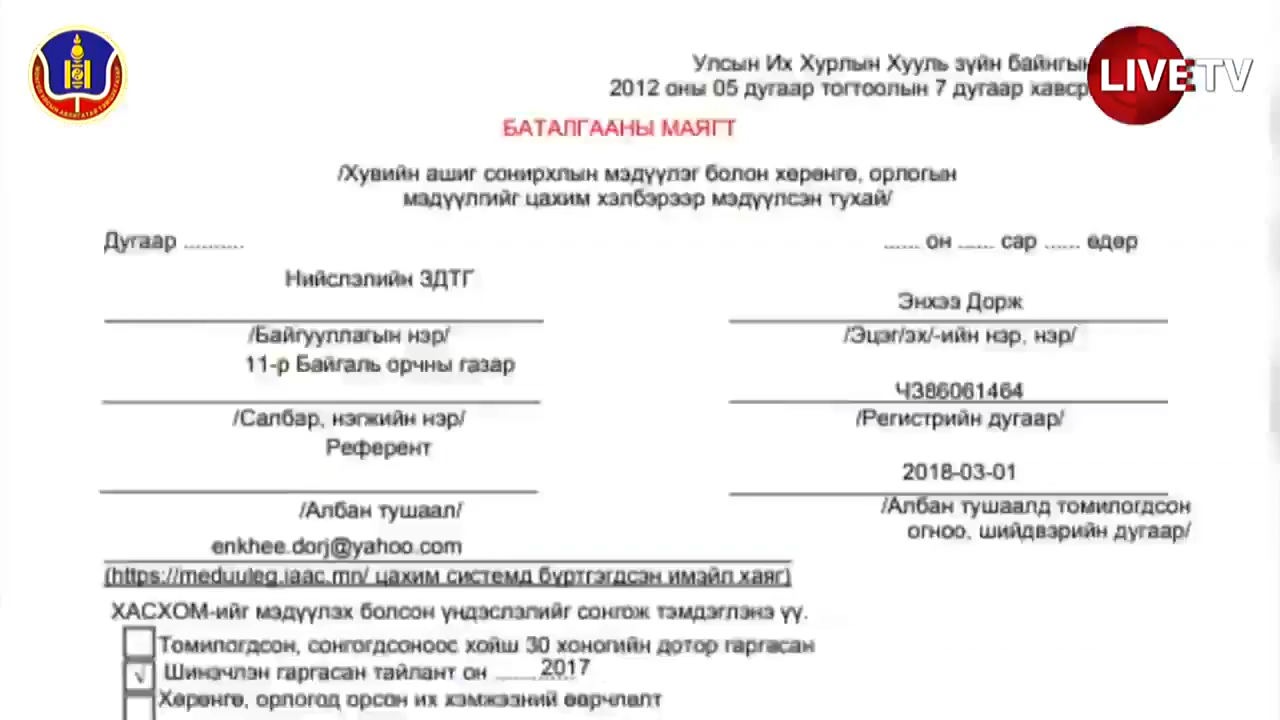 Улсын Их Хурлын Хууль зүйн байнгын
LIVETV
2012 оны 05 дугаар тогтоолын 7 дугаар хавср
БАТАЛГААНЫ МАЯГТ
/Хувийн ашиг сонирхлын мэдүүлэг болон хөрөнгө, орлогын
мэдүүлгийг цахим хэлбэрээр мэдүүлсэн тухай/
Дугаар ..........
...... он ...... сар ...... өдөр
Нийслэлийн ЗДТГ
Энхээ Дорж
/Байгууллагын нэр/
/Эцэг/эх/-ийн нэр, нэр/
11-р Байгаль орчны газар
ЧЗ86061464
/Салбар, нэгжийн нэр/
/Регистрийн дугаар/
Референт
2018-03-01
/Албан тушаал/
/Албан тушаалд томилогдсон
огноо, шийдвэрийн дугаар/
enkhee.dorj@yahoo.com
(https://meduuleg.iaac.mn/ цахим системд бүртгэгдсэн имэйл хаяг)
ХАСХОМ-ийг мэдүүлэх болсон үндэслэлийг сонгож тэмдэглэнэ үү.
Томилогдсон, сонгогдсоноос хойш 30 хоногийн дотор гаргасан
√ Шинэчлэн гаргасан тайлант он ........2017
Хөрөнгө, орлогод орсон их хэмжээний өөрчлөлт